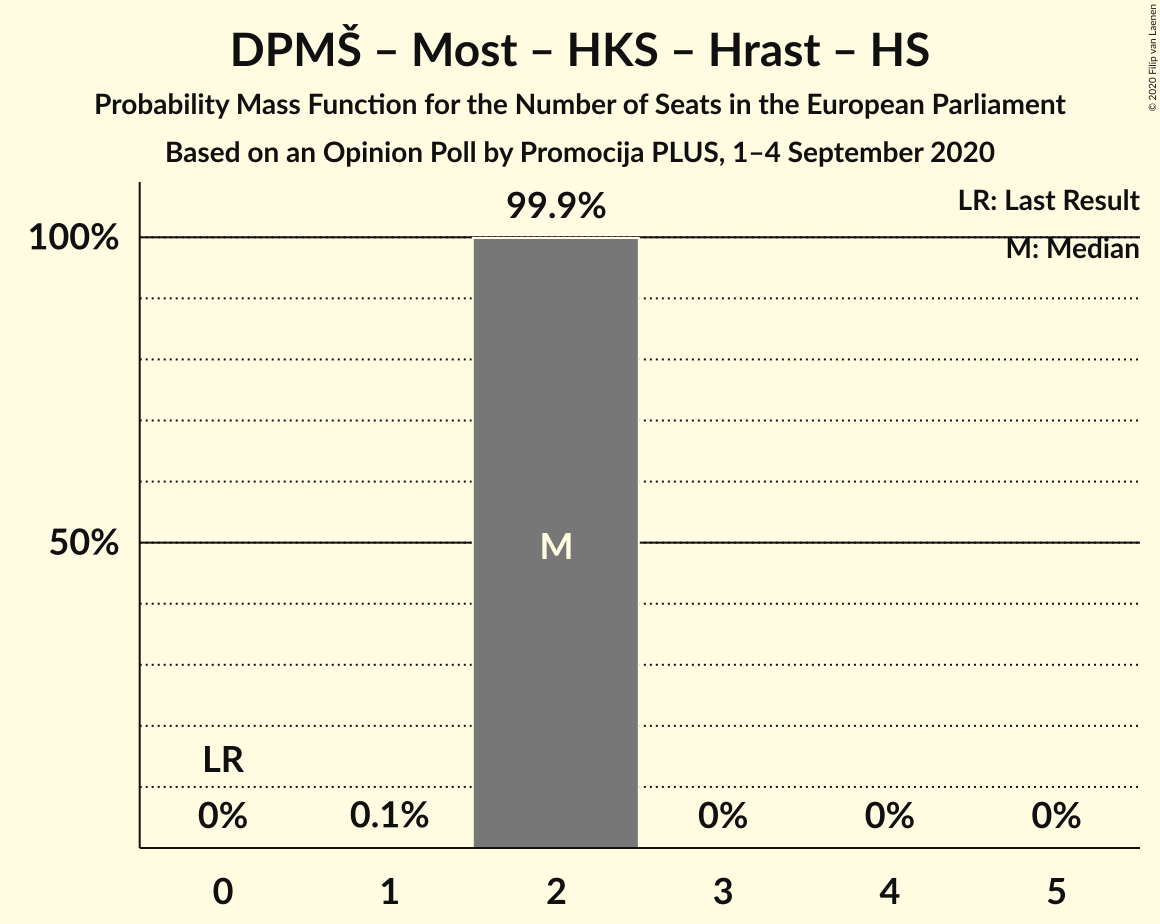 DPMŠ – Most – HKS – Hrast – HS
Probability Mass Function for the Number of Seats in the European Parliament
Based on an Opinion Poll by Promocija PLUS, 1–4 September 2020
© 2020 Filip van Laenen
LR: Last Result
M: Median
99.9%
100%
50%
M
LR
0%
0.1%
0%
0%
0%
0
1
2
3
4
5